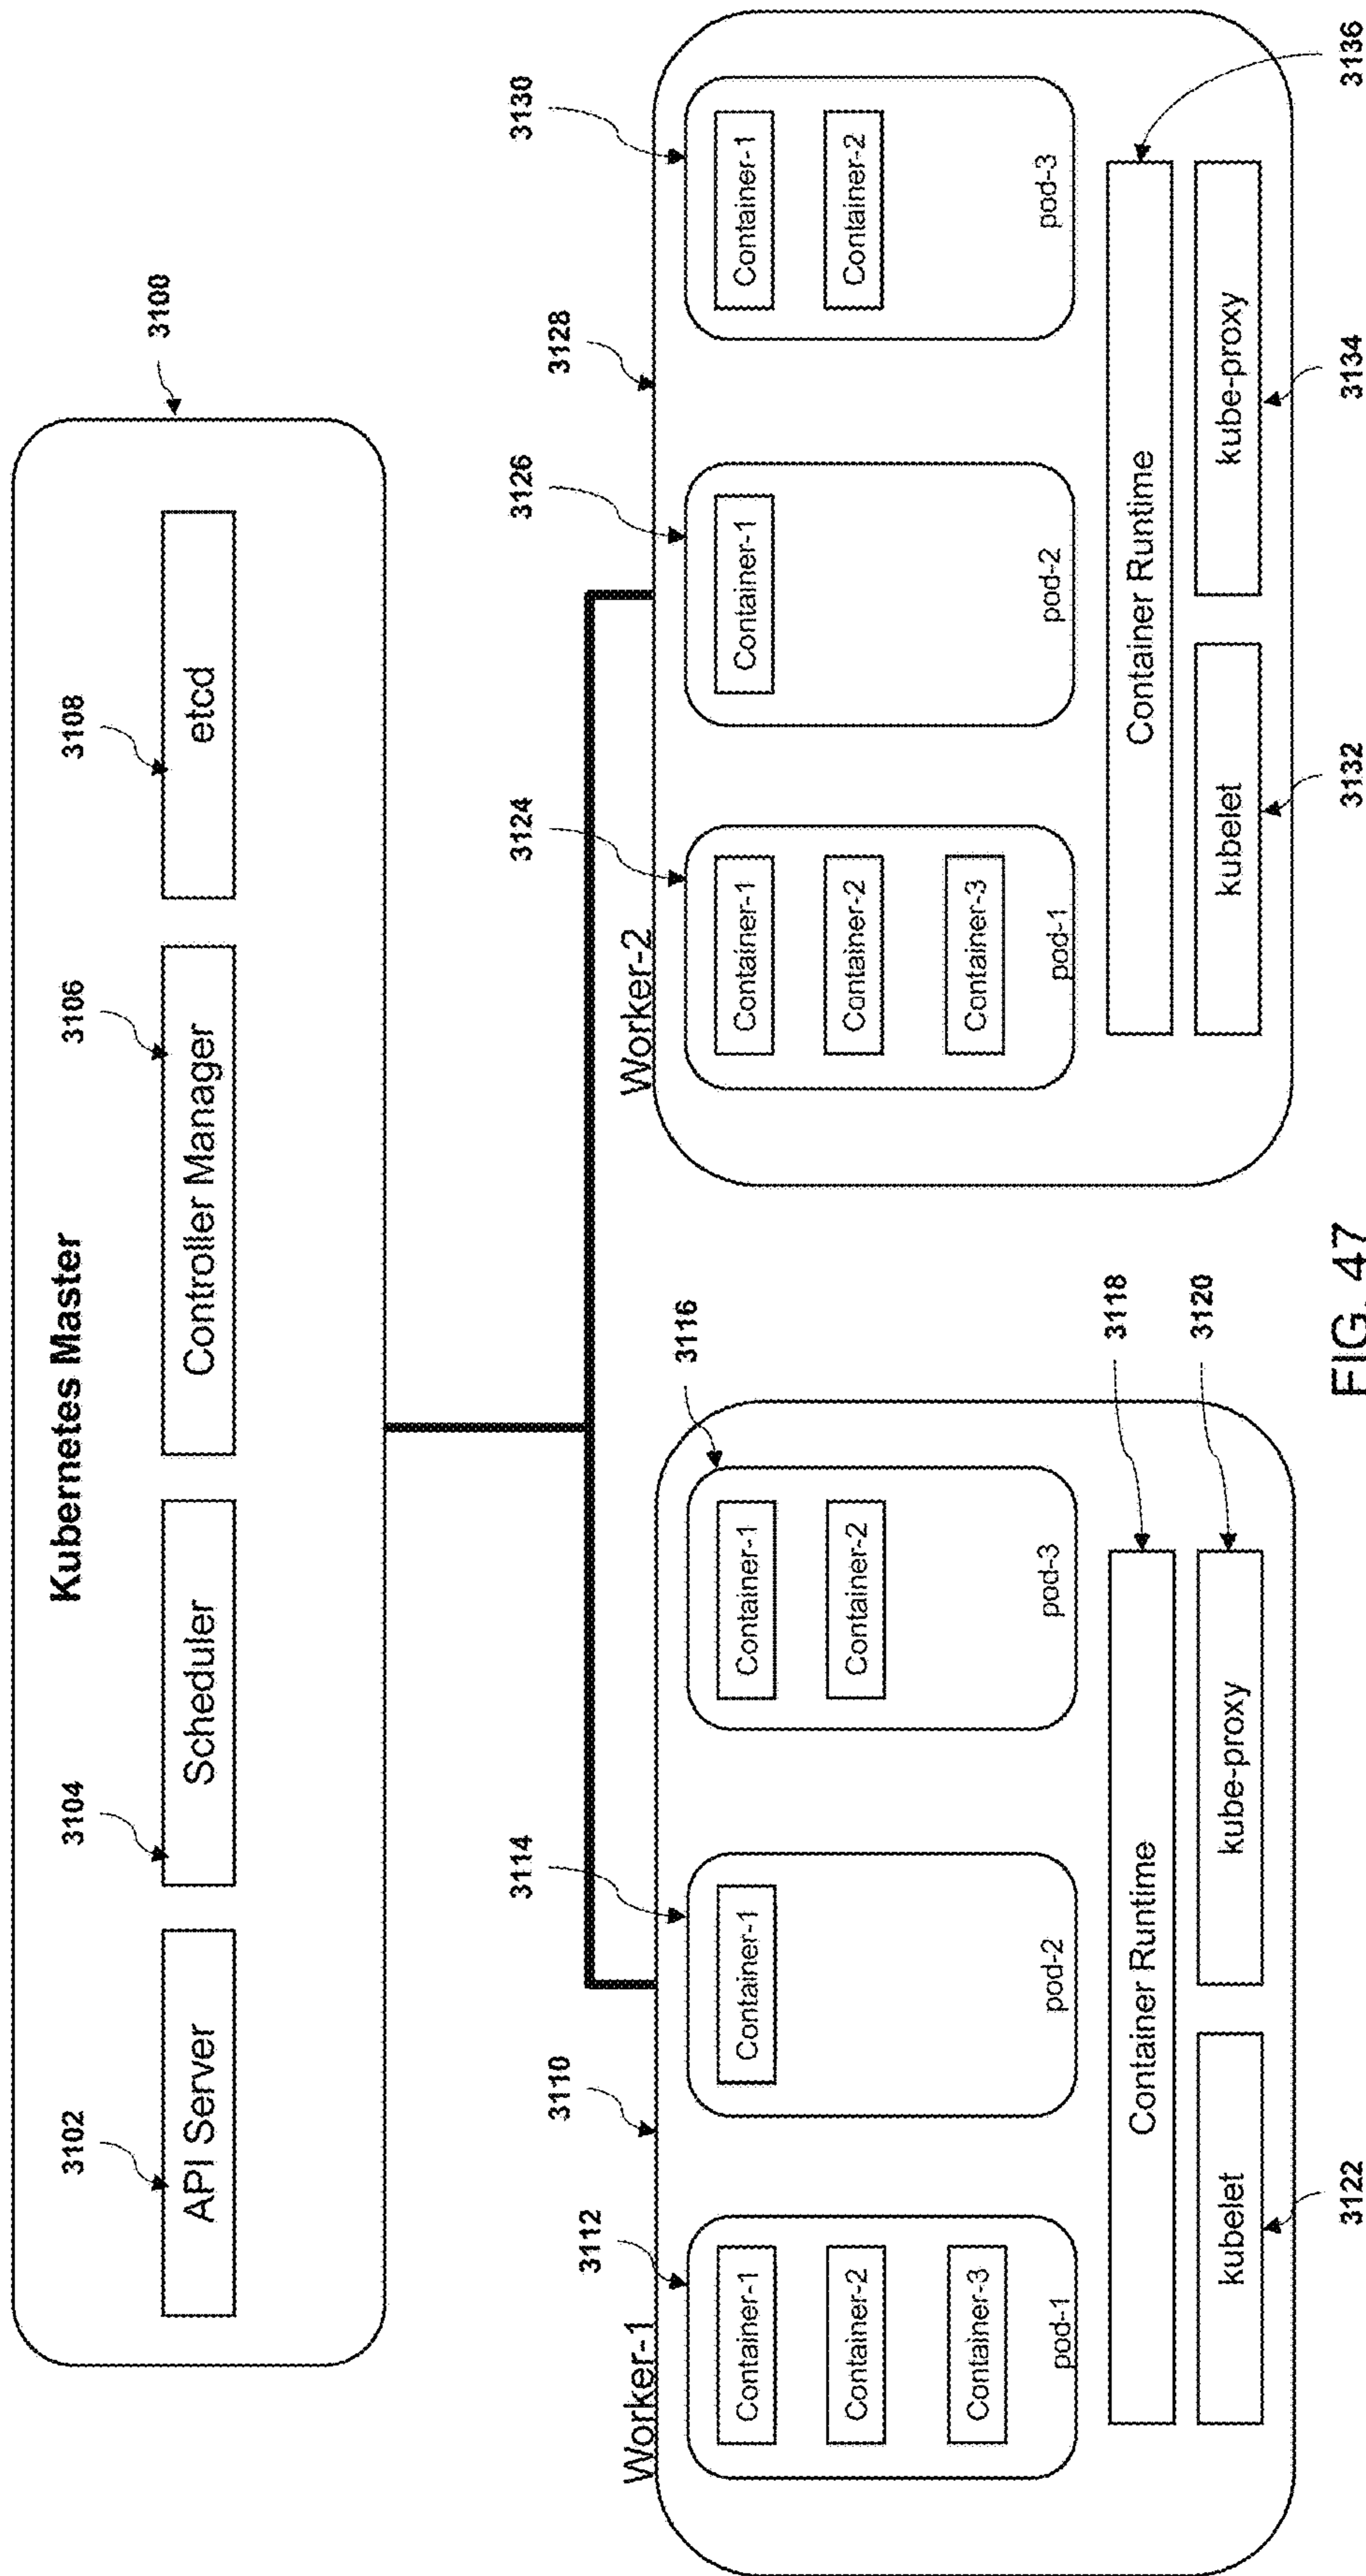 Kubernetes Master
3100
3102
3104
3106
3108
API Server
Scheduler
Controller Manager
etcd
Worker-1
3110
3112
3114
3116
Container-1
Container-2
Container-3
pod-1
Container-1
pod-2
Container-1
Container-2
pod-3
Container Runtime
3118
kubelet
kube-proxy
3120
3122
Worker-2
3124
3126
3128
3130
Container-1
Container-2
Container-3
pod-1
Container-1
pod-2
Container-1
Container-2
pod-3
Container Runtime
kubelet
kube-proxy
3132
3134
3136
FIG. 47